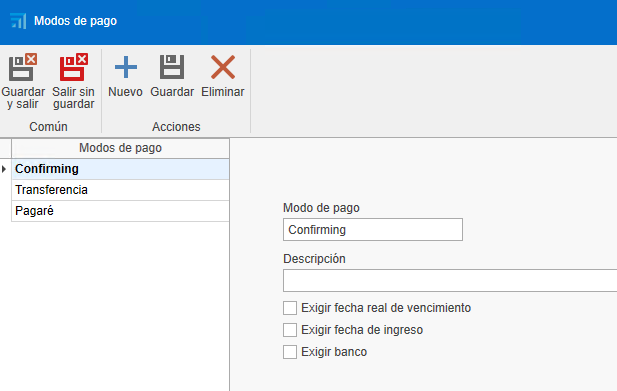 Modos de pago
Guardar
y salir
Salir sin
guardar
Nuevo
Guardar
Eliminar
Común
Acciones
Modos de pago
Confirming
Transferencia
Pagaré
Modo de pago
Confirming
Descripción
Exigir fecha real de vencimiento
Exigir fecha de ingreso
Exigir banco